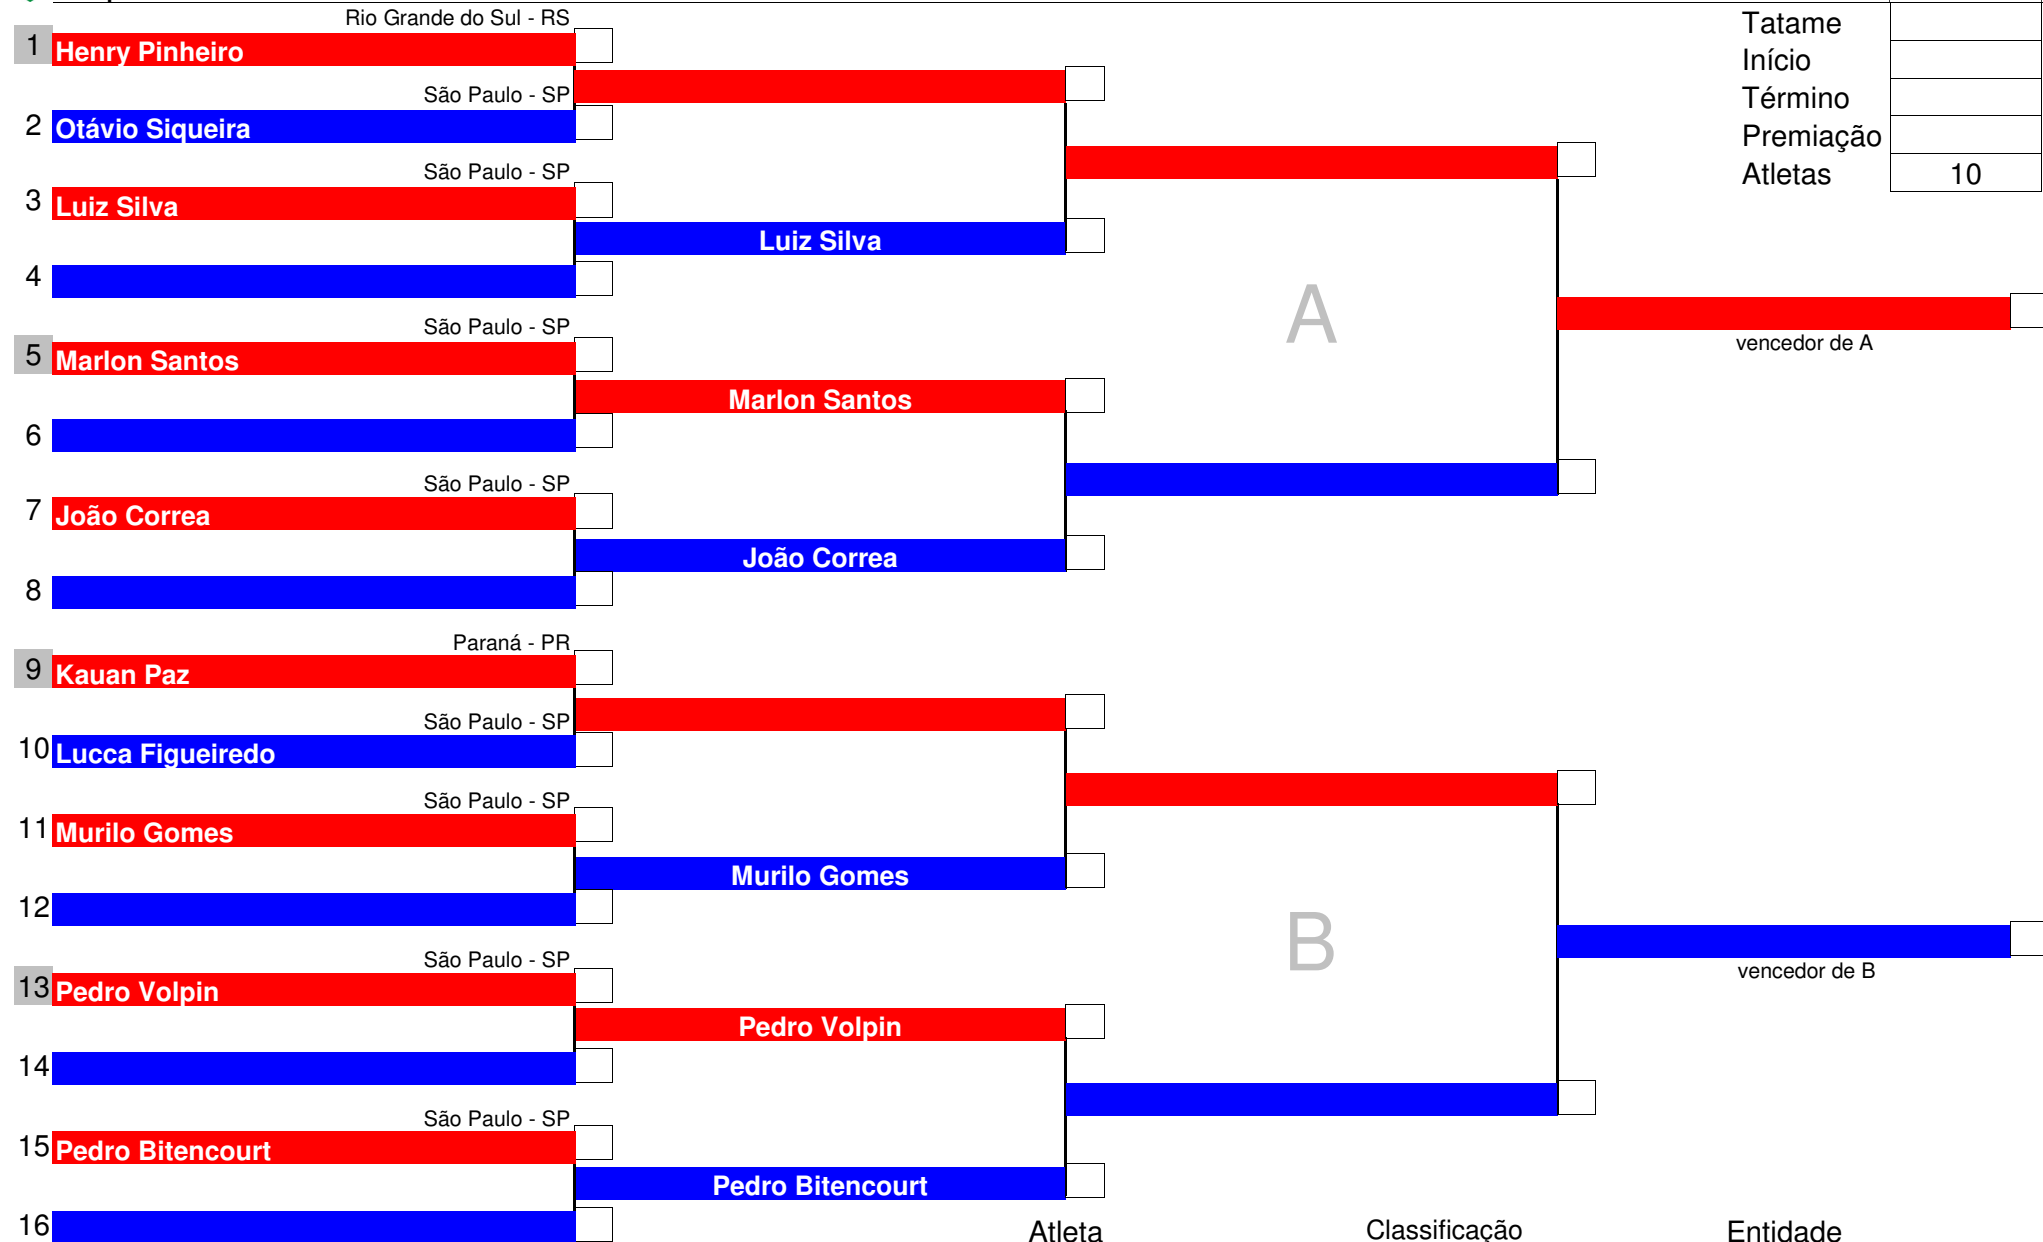 Rio Grande do Sul - RS
1 Henry Pinheiro
São Paulo - SP
2 Otávio Siqueira
São Paulo - SP
3 Luiz Silva
Luiz Silva
4
São Paulo - SP
5 Marlon Santos
Marlon Santos
6
São Paulo - SP
7 João Correa
João Correa
8
Paraná - PR
9 Kauan Paz
São Paulo - SP
10 Lucca Figueiredo
São Paulo - SP
11 Murilo Gomes
Murilo Gomes
12
São Paulo - SP
13 Pedro Volpin
Pedro Volpin
14
São Paulo - SP
15 Pedro Bitencourt
Pedro Bitencourt
16
A
vencedor de A
B
vencedor de B
Tatame
Início
Término
Premiação
Atletas 10
Atleta Classificação Entidade